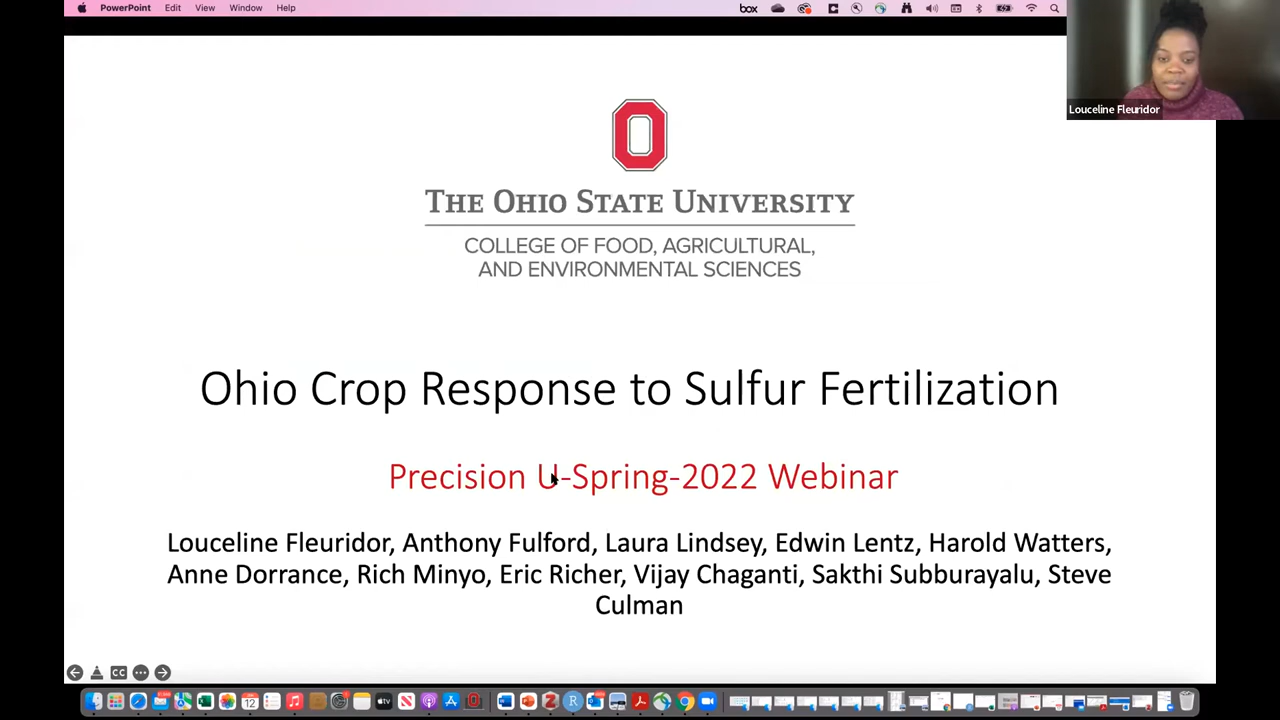 PowerPoint Edit View Window Help
box
Louceline Fleuridor
THE OHIO STATE UNIVERSITY
COLLEGE OF FOOD, AGRICULTURAL,
AND ENVIRONMENTAL SCIENCES
Ohio Crop Response to Sulfur Fertilization
Precision U-Spring-2022 Webinar
Louceline Fleuridor, Anthony Fulford, Laura Lindsey, Edwin Lentz, Harold Watters,
Anne Dorrance, Rich Minyo, Eric Richer, Vijay Chaganti, Sakthi Subburayalu, Steve
Culman
CC